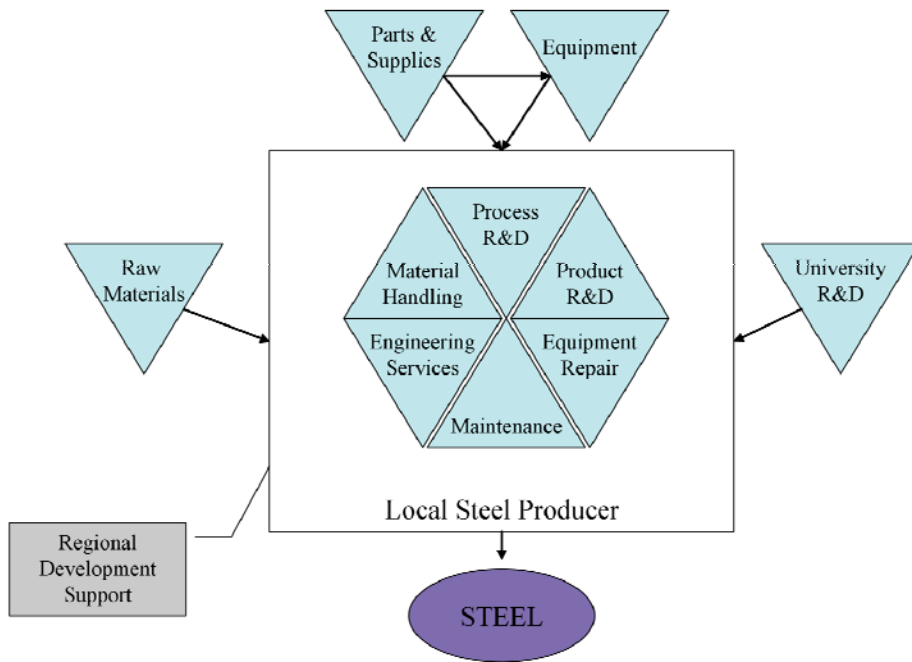 Parts &
Supplies
Equipment
Process
R&D
Raw
Materials
Material
Handling
Product
R&D
University
R&D
Engineering
Services
Equipment
Repair
Maintenance
Local Steel Producer
Regional
Development
Support
STEEL